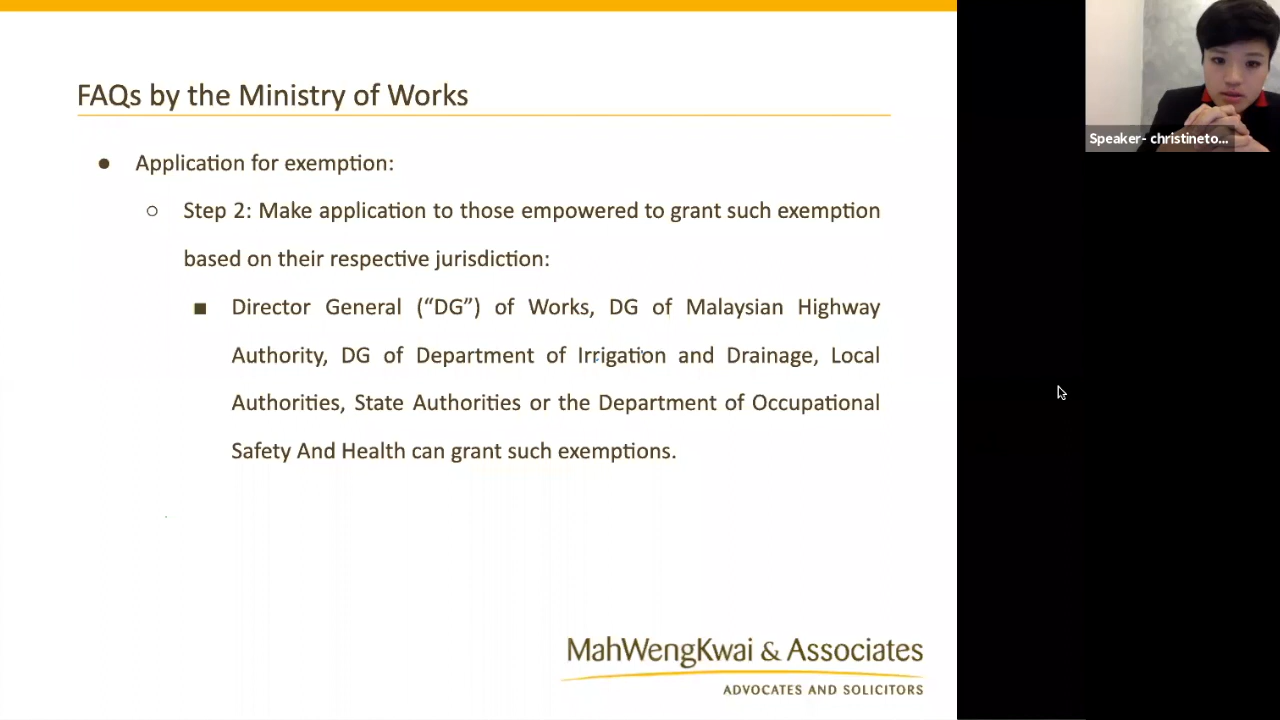 FAQs by the Ministry of Works
● Application for exemption:
○ Step 2: Make application to those empowered to grant such exemption
based on their respective jurisdiction:
■ Director General (“DG”) of Works, DG of Malaysian Highway
Authority, DG of Department of Irrigation and Drainage, Local
Authorities, State Authorities or the Department of Occupational
Safety And Health can grant such exemptions.
MahWengKwai & Associates
ADVOCATES AND SOLICITORS
Speaker- christineto...